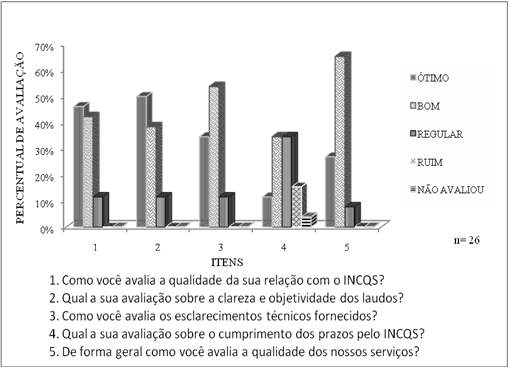 70%
60%
50%
40%
30%
20%
10%
0%
PERCENTUAL DE AVALIAÇÃO
1 2 3 4 5
ITENS
ÓTIMO
BOM
REGULAR
RUIM
NÃO AVALIOU
n= 26
1. Como você avalia a qualidade da sua relação com o INCQS?
2. Qual a sua avaliação sobre a clareza e objetividade dos laudos?
3. Como você avalia os esclarecimentos técnicos fornecidos?
4. Qual a sua avaliação sobre o cumprimento dos prazos pelo INCQS?
5. De forma geral como você avalia a qualidade dos nossos serviços?